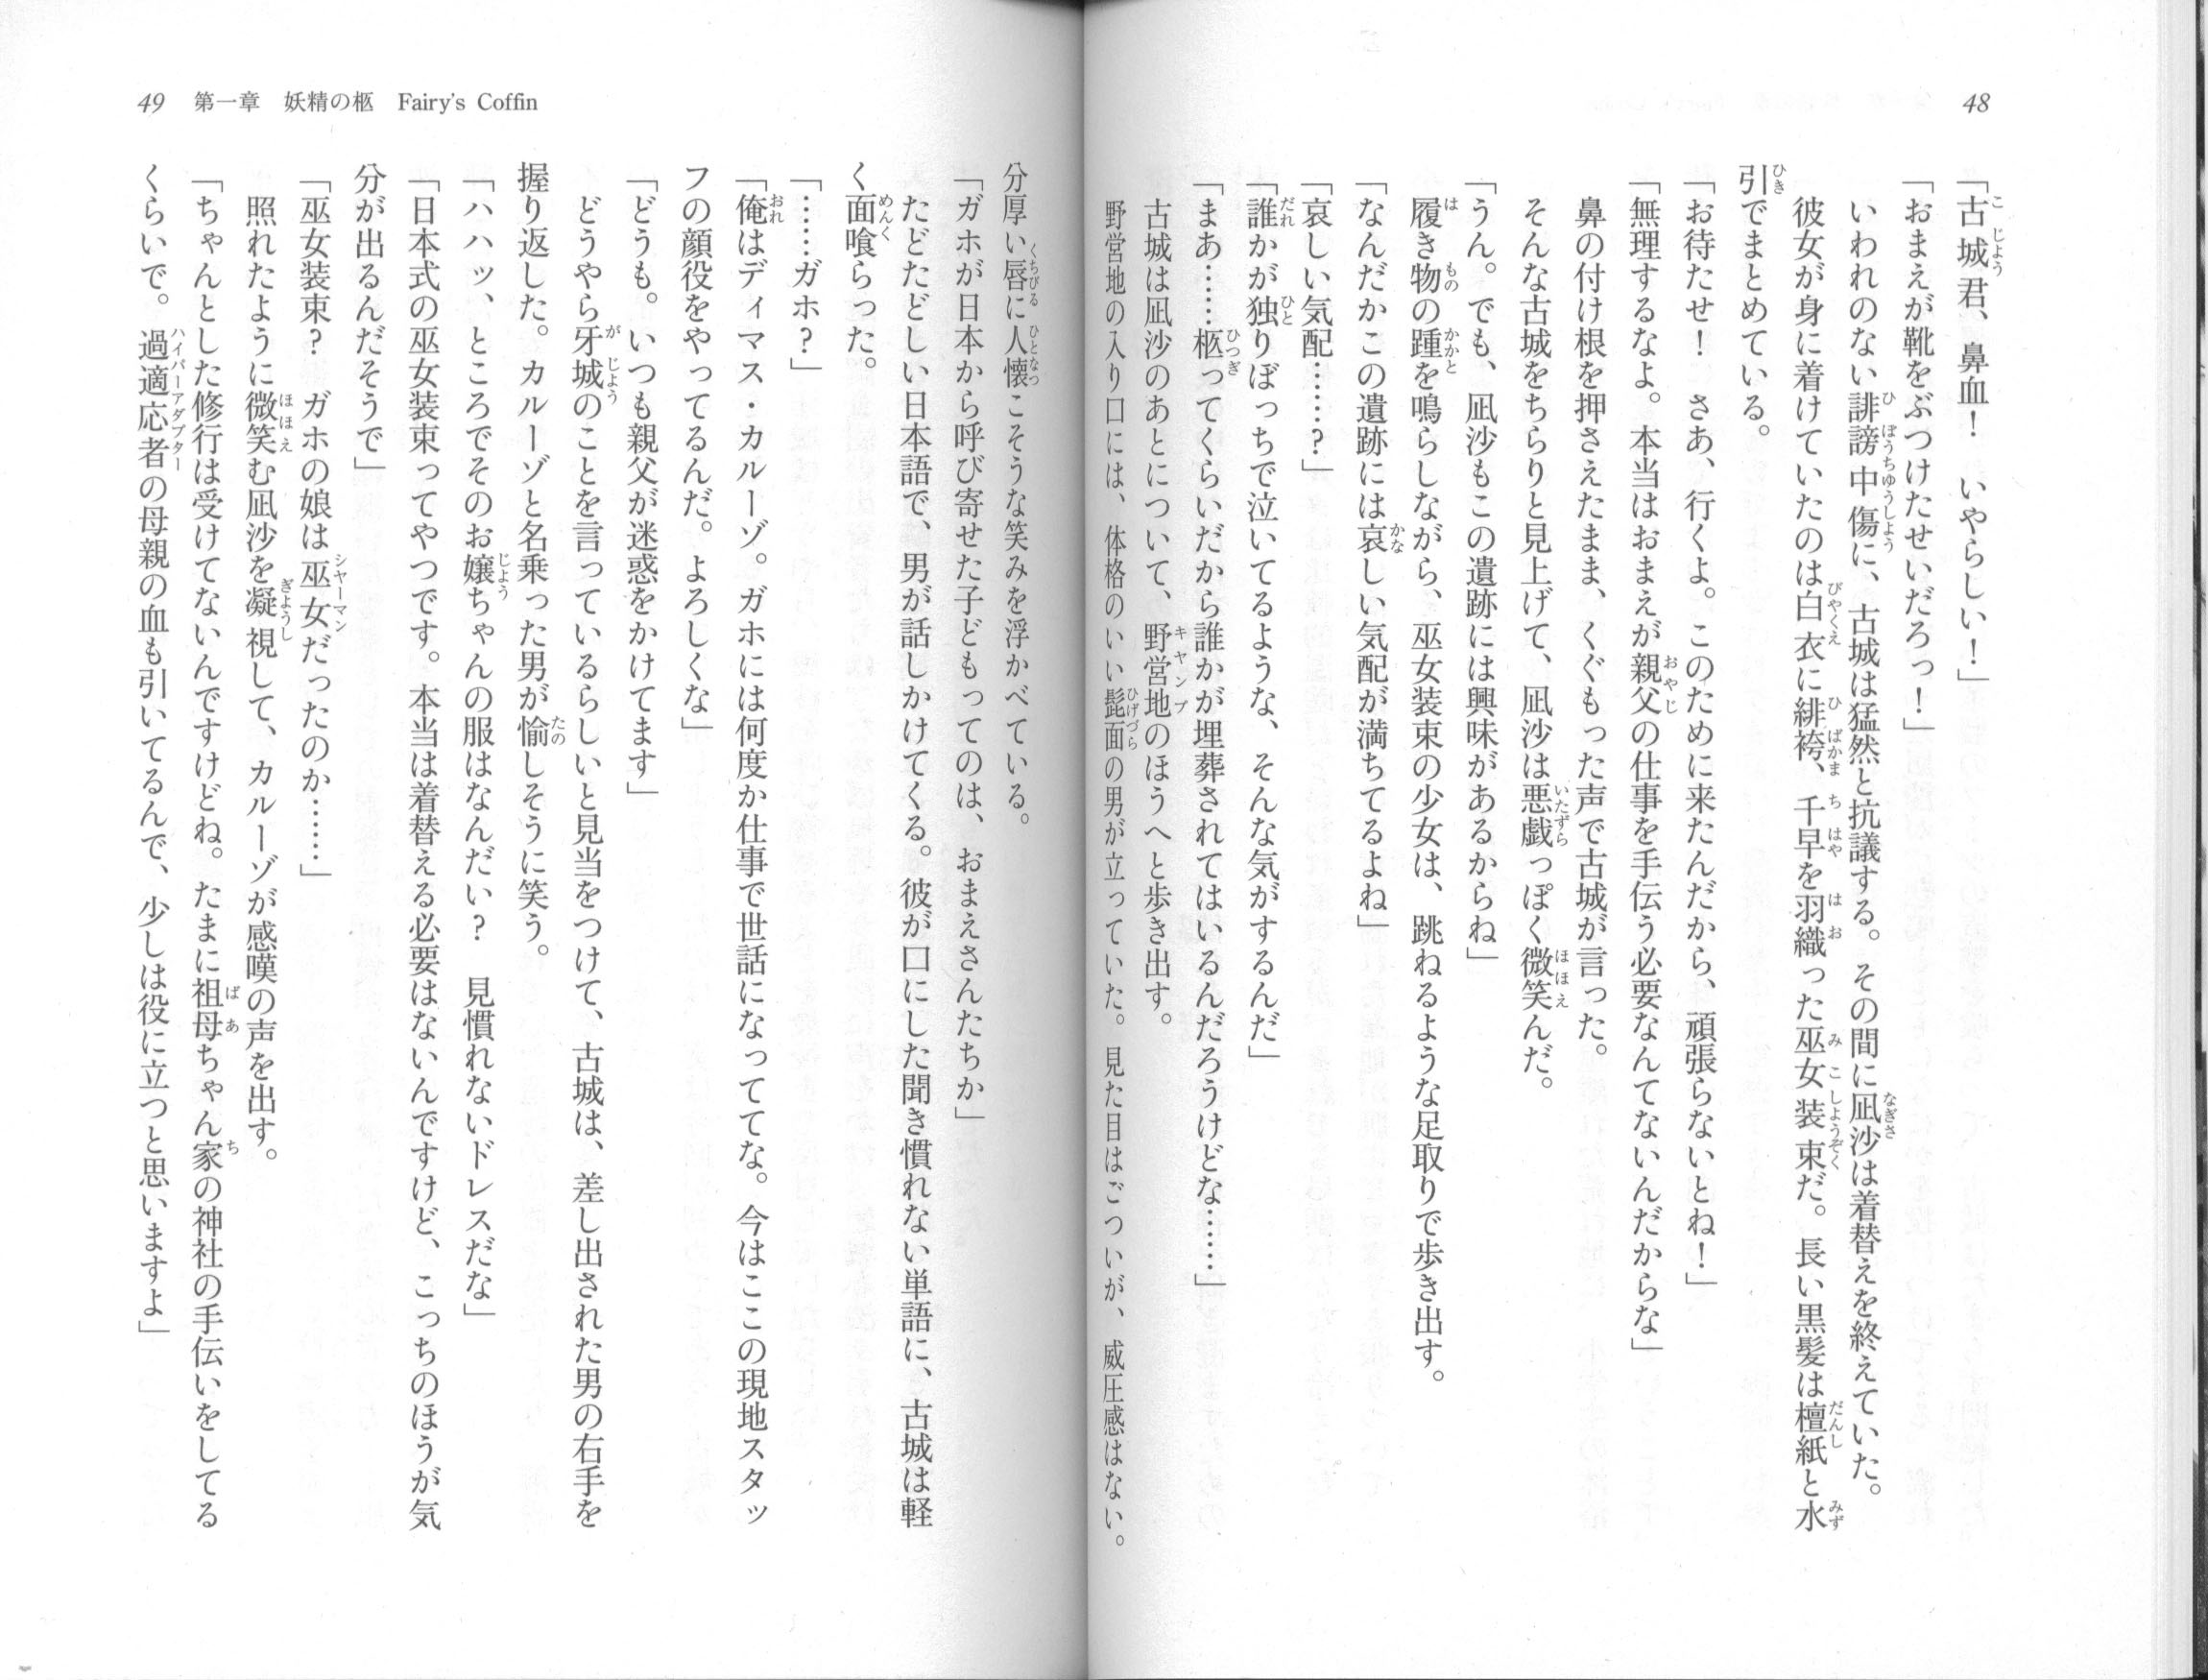 48
「古城君、鼻血！　いやらしい！」
「おまえが靴をぶつけたせいだろっ！」
いわれのない誹謗中傷に、古城は猛然と抗議する。その間に凪沙は着替えを終えていた。
彼女が身に着けていたのは白衣に緋袴、千早を羽織った巫女装束だ。長い黒髪は檀紙と水
引でまとめている。
「お待たせ！　さあ、行くよ。このために来たんだから、頑張らないとね！」
「無理するなよ。本当はおまえが親父の仕事を手伝う必要なんてないんだからな」
鼻の付け根を押さえたまま、くぐもった声で古城が言った。
そんな古城をちらりと見上げて、凪沙は悪戯っぽく微笑んだ。
「うん。でも、凪沙もこの遺跡には興味があるからね」
履き物の踵を鳴らしながら、巫女装束の少女は、跳ねるような足取りで歩き出す。
「なんだかこの遺跡には哀しい気配が満ちてるよね」
「哀しい気配……？」
「誰かが独りぼっちで泣いてるような、そんな気がするんだ」
「まあ……柩ってくらいだから誰かが埋葬されてはいるんだろうけどな……」
古城は凪沙のあとについて、野営地のほうへと歩き出す。
野営地の入り口には、体格のいい髭面の男が立っていた。見た目はごついが、威圧感はない。
49　第一章　妖精の柩　Fairy's Coffin
分厚い唇に人懐こそうな笑みを浮かべている。
「ガホが日本から呼び寄せた子どもってのは、おまえさんたちか」
たどたどしい日本語で、男が話しかけてくる。彼が口にした聞き慣れない単語に、古城は軽
く面喰らった。
「……ガホ？」
「俺はディマス・カルーゾ。ガホには何度か仕事で世話になっててな。今はここの現地スタッ
フの顔役をやってるんだ。よろしくな」
「どうも。いつも親父が迷惑をかけてます」
どうやら牙城のことを言っているらしいと見当をつけて、古城は、差し出された男の右手を
握り返した。カルーゾと名乗った男が愉しそうに笑う。
「ハハッ、ところでそのお嬢ちゃんの服はなんだい？　見慣れないドレスだな」
「日本式の巫女装束ってやつです。本当は着替える必要はないんですけど、こっちのほうが気
分が出るんだそうで」
「巫女装束？　ガホの娘は巫女だったのか……」
照れたように微笑む凪沙を凝視して、カルーゾが感嘆の声を出す。
「ちゃんとした修行は受けてないんですけどね。たまに祖母ちゃん家の神社の手伝いをしてる
くらいで。過適応者の母親の血も引いてるんで、少しは役に立つと思いますよ」